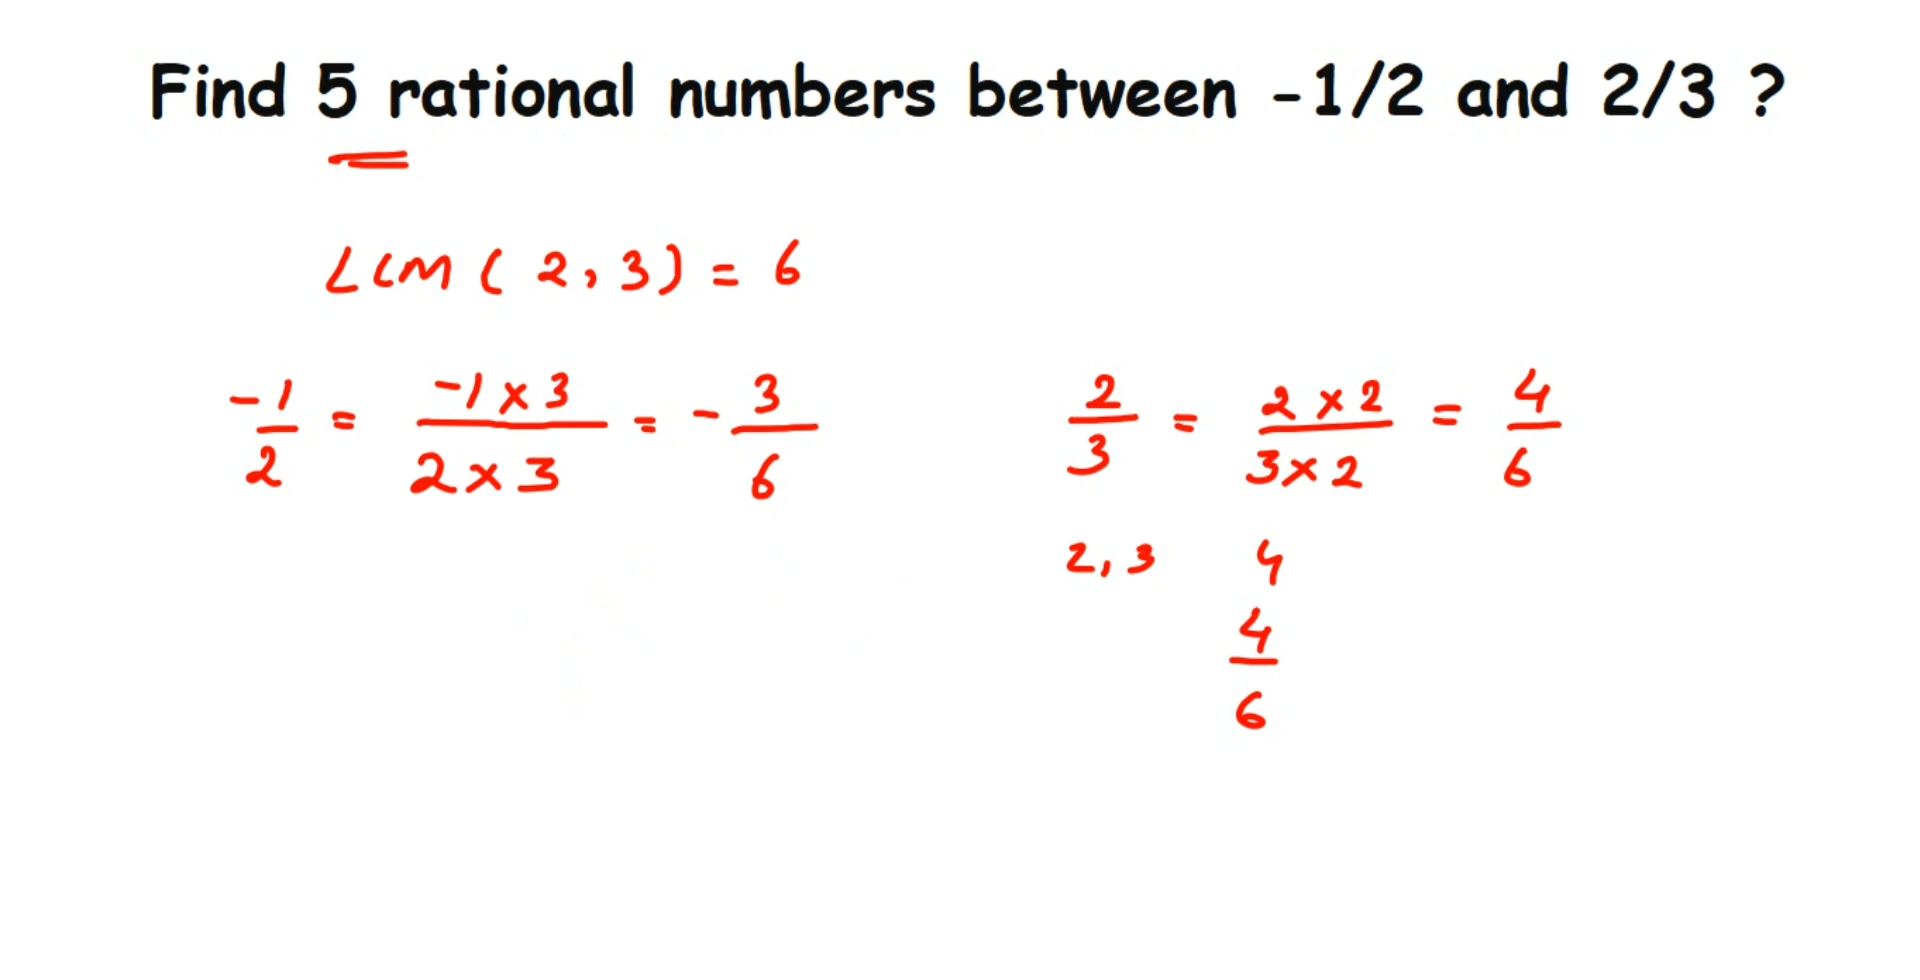 Find 5 rational numbers between -1/2 and 2/3 ?
LCM ( 2 , 3 ) = 6
-1/2 = -1 × 3/2 × 3 = - 3/6
2/3 = 2 × 2/3 × 2 = 4/6
2 , 3 4
4/6